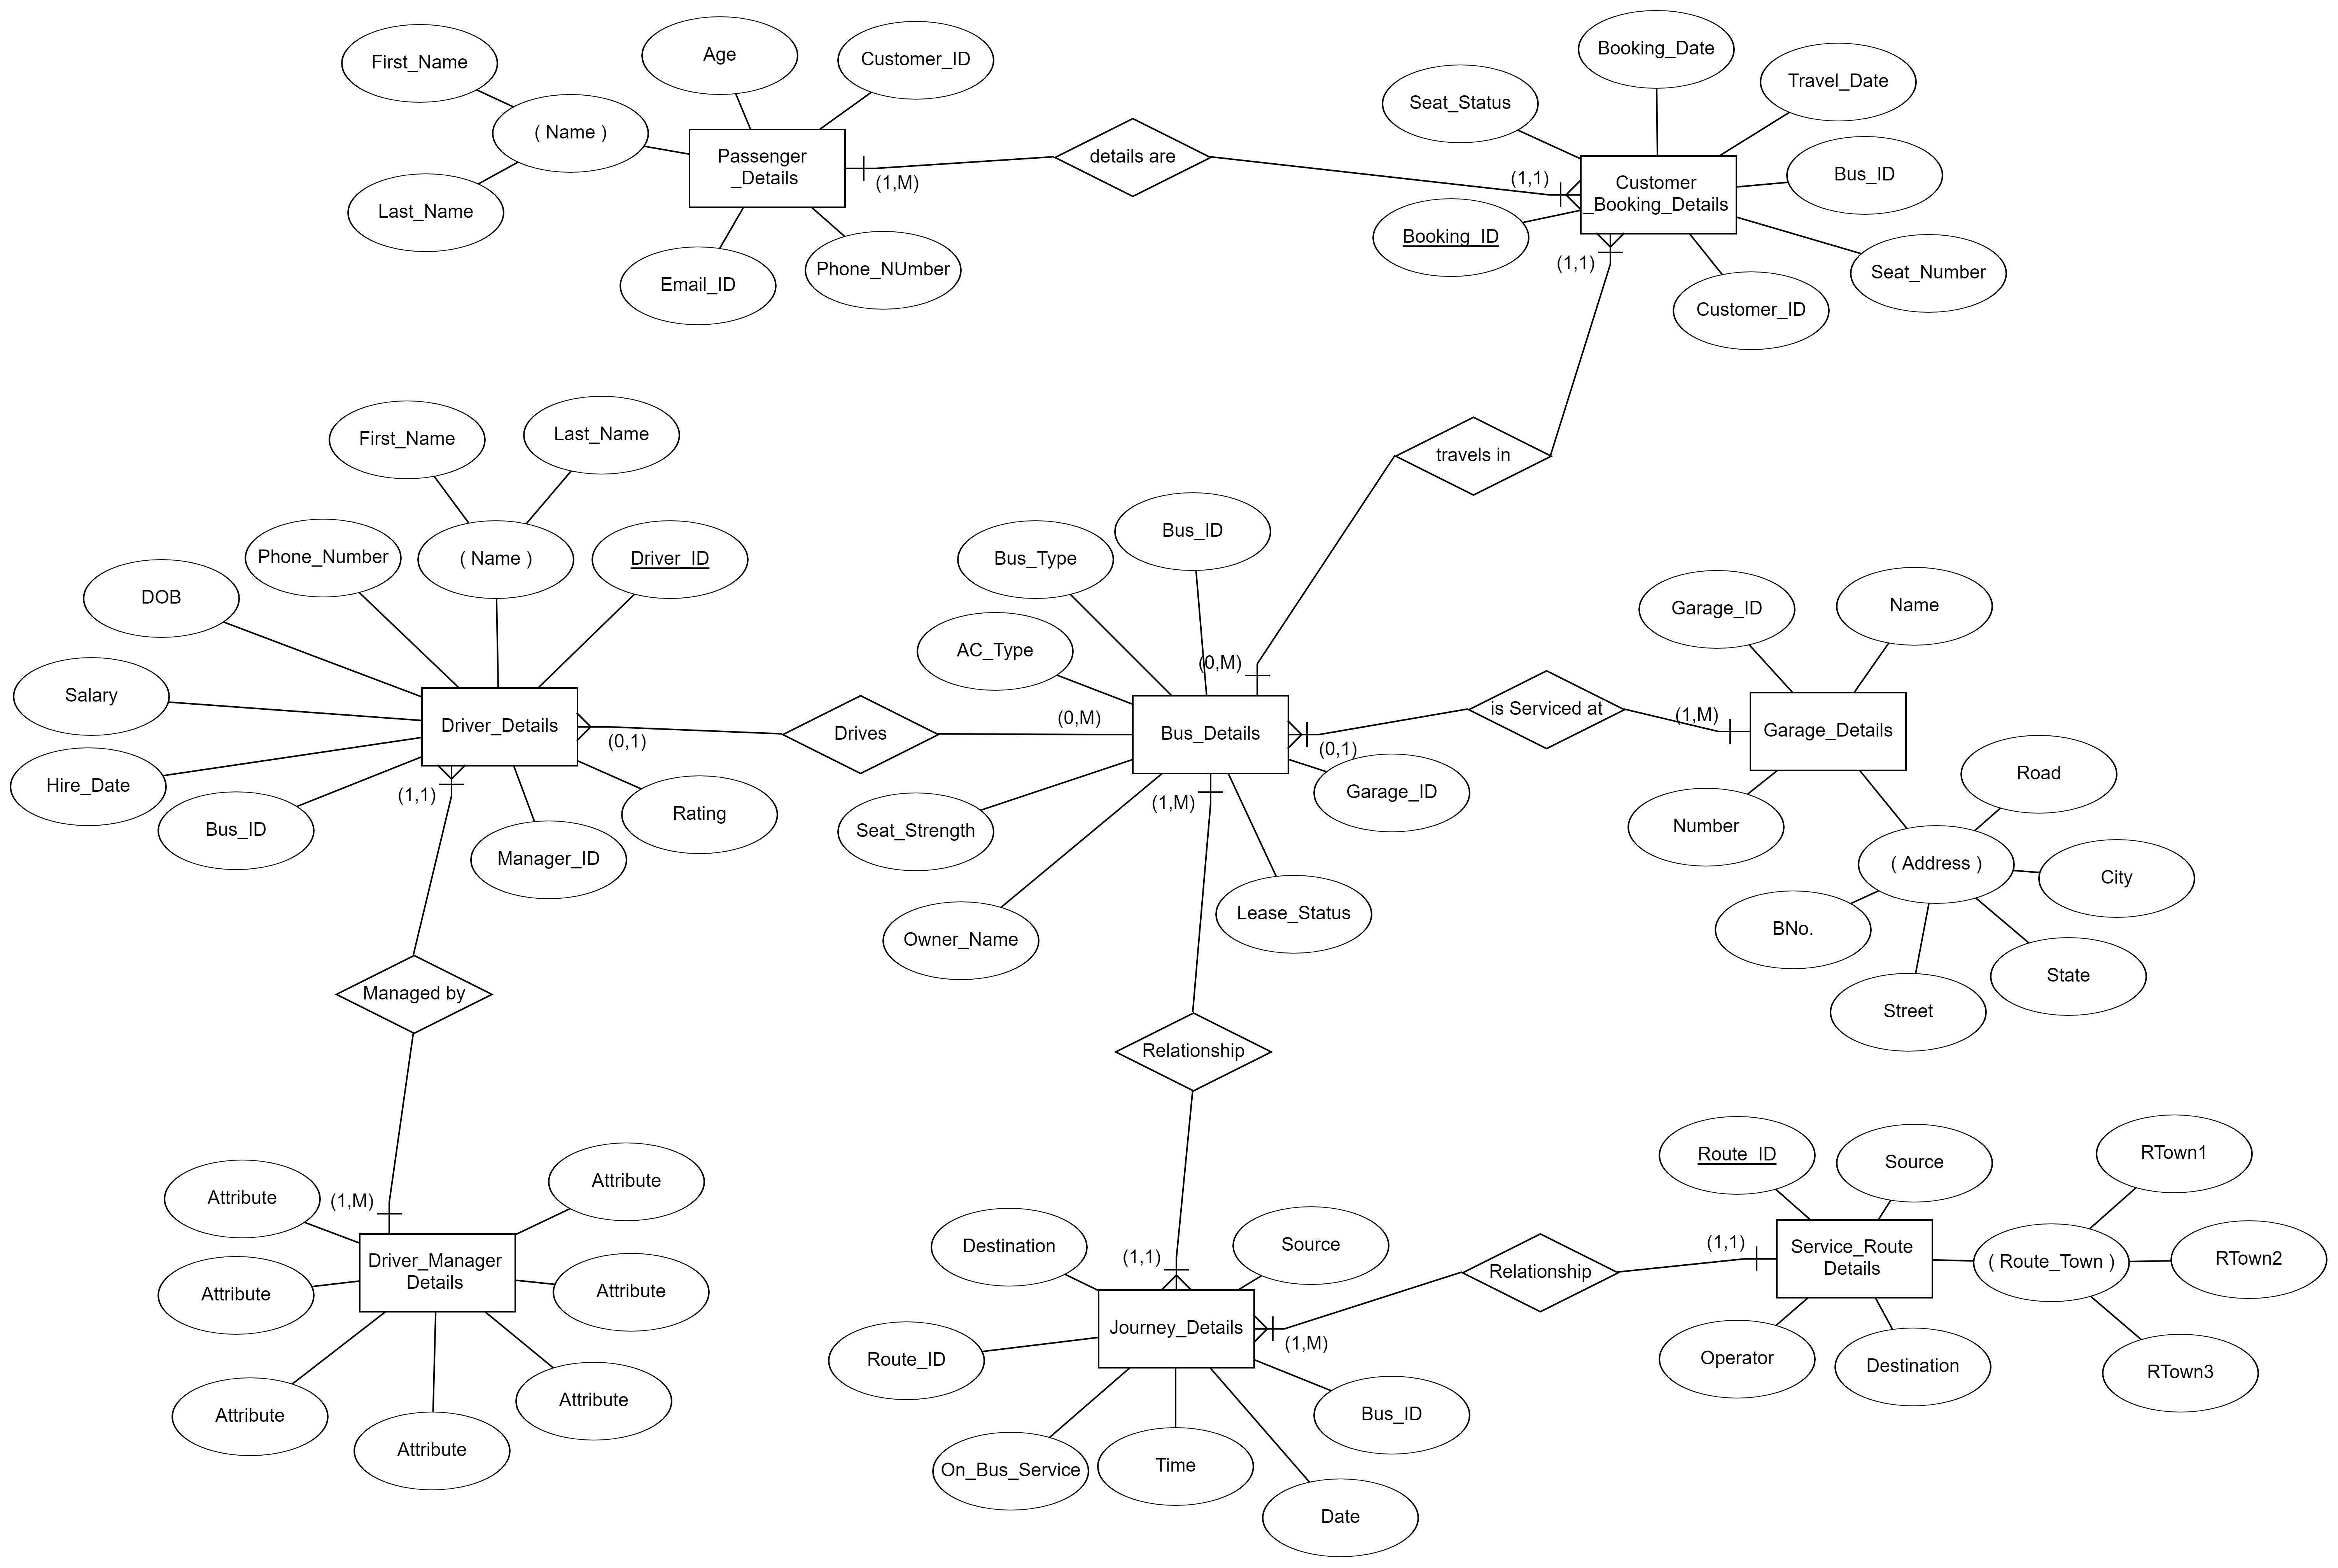 First_Name
Age
Customer_ID
( Name )
Last_Name
Passenger
_Details
Email_ID
Phone_NUmber
(1,M)
details are
(1,1)
Booking_Date
Seat_Status
Travel_Date
Customer
_Booking_Details
Bus_ID
Booking_ID
Seat_Number
Customer_ID
(1,1)
travels in
(0,M)
First_Name
Last_Name
Phone_Number
( Name )
Driver_ID
DOB
Salary
Driver_Details
Hire_Date
Bus_ID
Manager_ID
Rating
(0,1)
(1,1)
Drives
(0,M)
Bus_Type
Bus_ID
AC_Type
Bus_Details
Seat_Strength
Owner_Name
Lease_Status
Garage_ID
(0,1)
(1,M)
is Serviced at
(1,M)
Garage_ID
Name
Garage_Details
Number
( Address )
Road
City
BNo.
Street
State
Managed by
(1,M)
Attribute
Attribute
Driver_Manager
Details
Attribute
Attribute
Attribute
Attribute
Attribute
Relationship
(1,1)
Destination
Source
Journey_Details
Route_ID
On_Bus_Service
Time
Date
Bus_ID
(1,M)
Relationship
(1,1)
Route_ID
Source
Service_Route
Details
Operator
Destination
( Route_Town )
RTown1
RTown2
RTown3